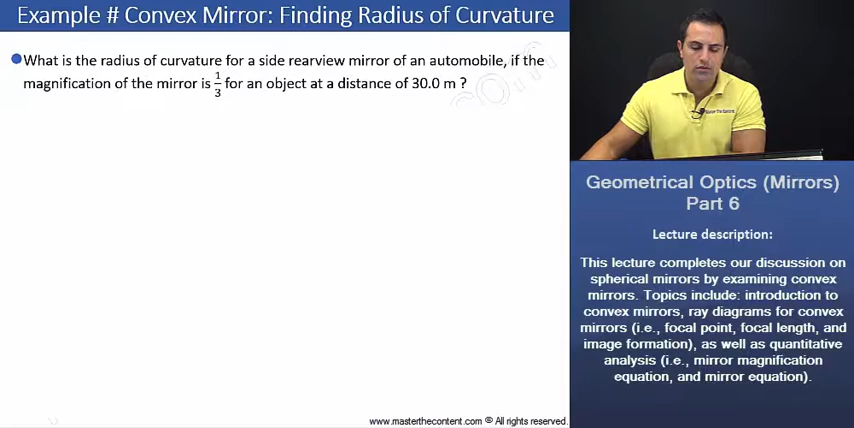 Example # Convex Mirror: Finding Radius of Curvature
What is the radius of curvature for a side rearview mirror of an automobile, if the
magnification of the mirror is 1/3 for an object at a distance of 30.0 m ?
Geometrical Optics (Mirrors)
Part 6
Lecture description:
This lecture completes our discussion on
spherical mirrors by examining convex
mirrors. Topics include: introduction to
convex mirrors, ray diagrams for convex
mirrors (i.e., focal point, focal length, and
image formation), as well as quantitative
analysis (i.e., mirror magnification
equation, and mirror equation).
www.masterthecontent.com ® All rights reserved.